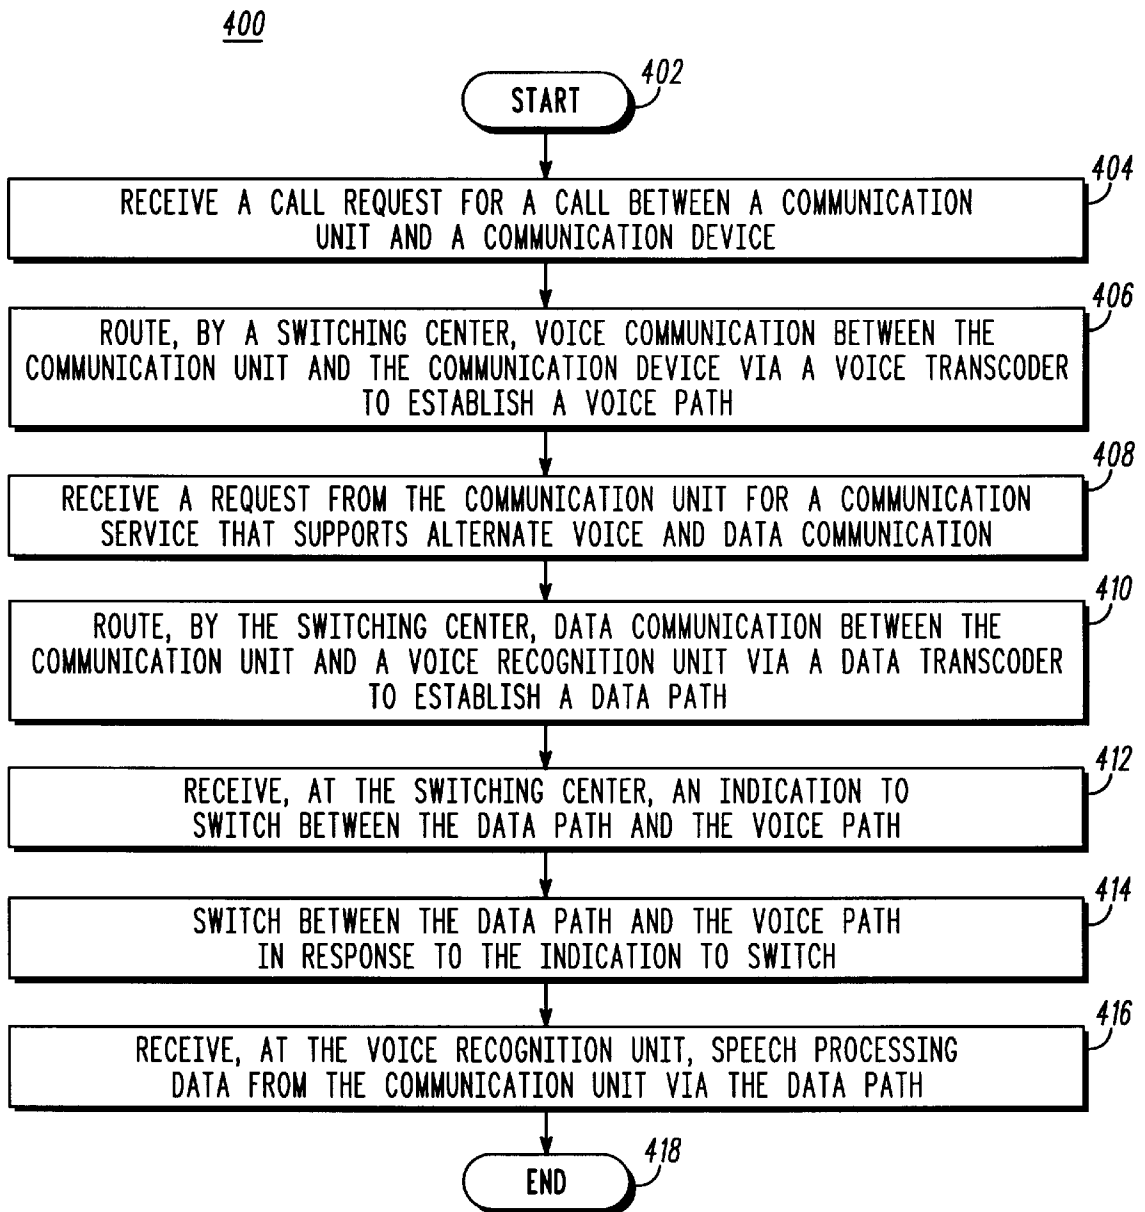 400
START
402
RECEIVE A CALL REQUEST FOR A CALL BETWEEN A COMMUNICATION
UNIT AND A COMMUNICATION DEVICE
404
ROUTE, BY A SWITCHING CENTER, VOICE COMMUNICATION BETWEEN THE
COMMUNICATION UNIT AND THE COMMUNICATION DEVICE VIA A VOICE TRANSCODER
TO ESTABLISH A VOICE PATH
406
RECEIVE A REQUEST FROM THE COMMUNICATION UNIT FOR A COMMUNICATION
SERVICE THAT SUPPORTS ALTERNATE VOICE AND DATA COMMUNICATION
408
ROUTE, BY THE SWITCHING CENTER, DATA COMMUNICATION BETWEEN THE
COMMUNICATION UNIT AND A VOICE RECOGNITION UNIT VIA A DATA TRANSCODER
TO ESTABLISH A DATA PATH
410
RECEIVE, AT THE SWITCHING CENTER, AN INDICATION TO
SWITCH BETWEEN THE DATA PATH AND THE VOICE PATH
412
SWITCH BETWEEN THE DATA PATH AND THE VOICE PATH
IN RESPONSE TO THE INDICATION TO SWITCH
414
RECEIVE, AT THE VOICE RECOGNITION UNIT, SPEECH PROCESSING
DATA FROM THE COMMUNICATION UNIT VIA THE DATA PATH
416
END
418